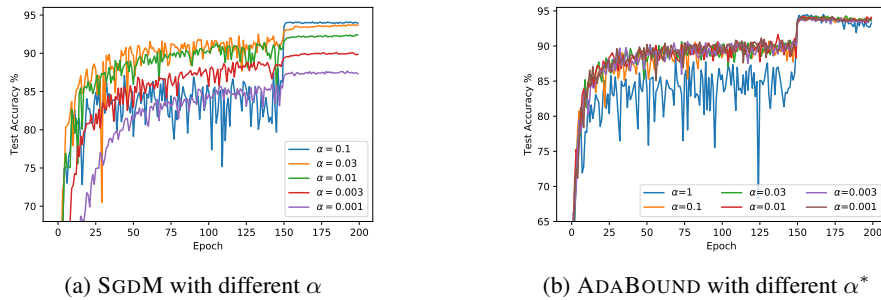 95
90
85
80
75
70
Test Accuracy %
α = 0.1
α = 0.03
α = 0.01
α = 0.003
α = 0.001
0 25 50 75 100 125 150 175 200
Epoch
(a) SGDM with different α
95
90
85
80
75
70
65
Test Accuracy %
α=1 α=0.03 α=0.003
α=0.1 α=0.01 α=0.001
0 25 50 75 100 125 150 175 200
Epoch
(b) ADABOUND with different α*